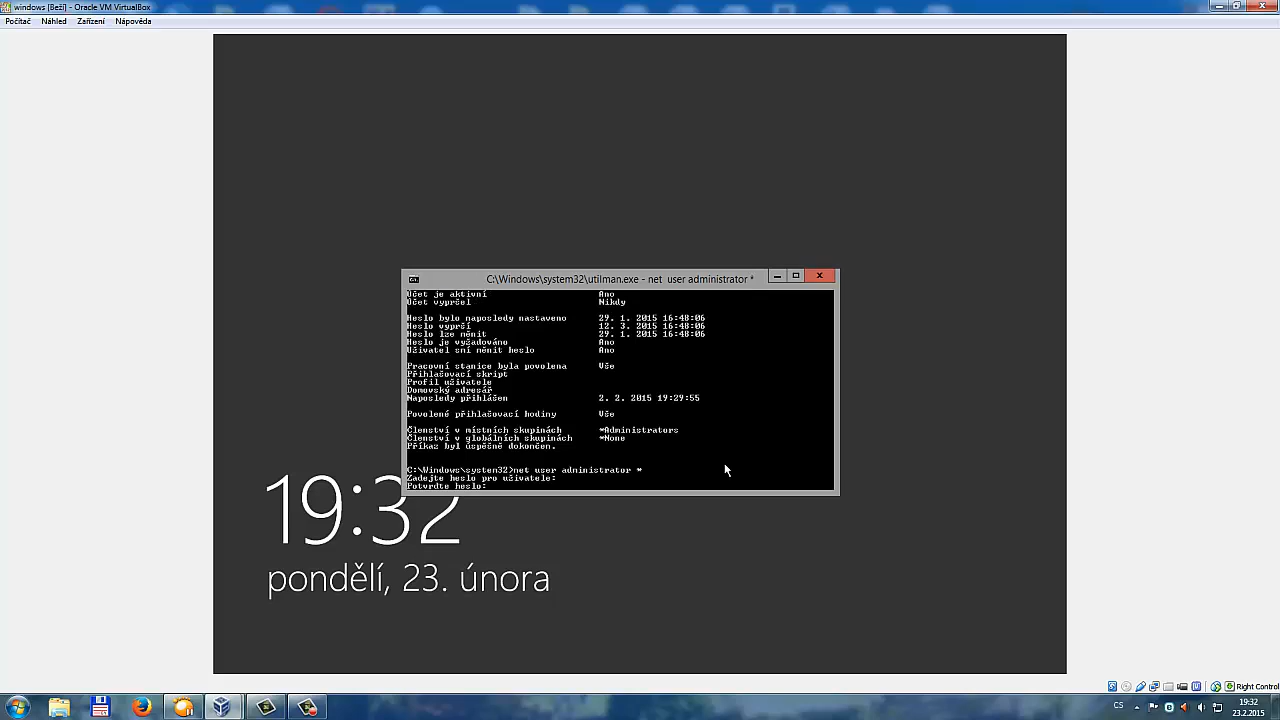 windows [Beží] - Oracle VM VirtualBox
Počítač Náhled Zařízení Nápověda
C:\Windows\system32\utilman.exe - net user administrator *
Účet je aktivní Ano
Účet vypršel Nikdy
Heslo bylo naposledy nastaveno 29. 1. 2015 16:48:06
Heslo vyprší 12. 3. 2015 16:48:06
Heslo lze měnit 29. 1. 2015 16:48:06
Heslo je vyžadováno Ano
Uživatel smí měnit heslo Ano
Pracovní stanice byla povolena Vše
Přihlašovací skript
Profil uživatele
Domovský adresář
Naposledy přihlášen 2. 2. 2015 19:29:55
Povolené přihlašovací hodiny Vše
Členství v místních skupinách *Administrators
Členství v globálních skupinách *None
Příkaz byl úspěšně dokončen.
C:\Windows\system32>net user administrator *
Zadejte heslo pro uživatele:
Potvrďte heslo:
19:32
pondělí, 23. února
Right Control
CS
19:32
23.2.2015